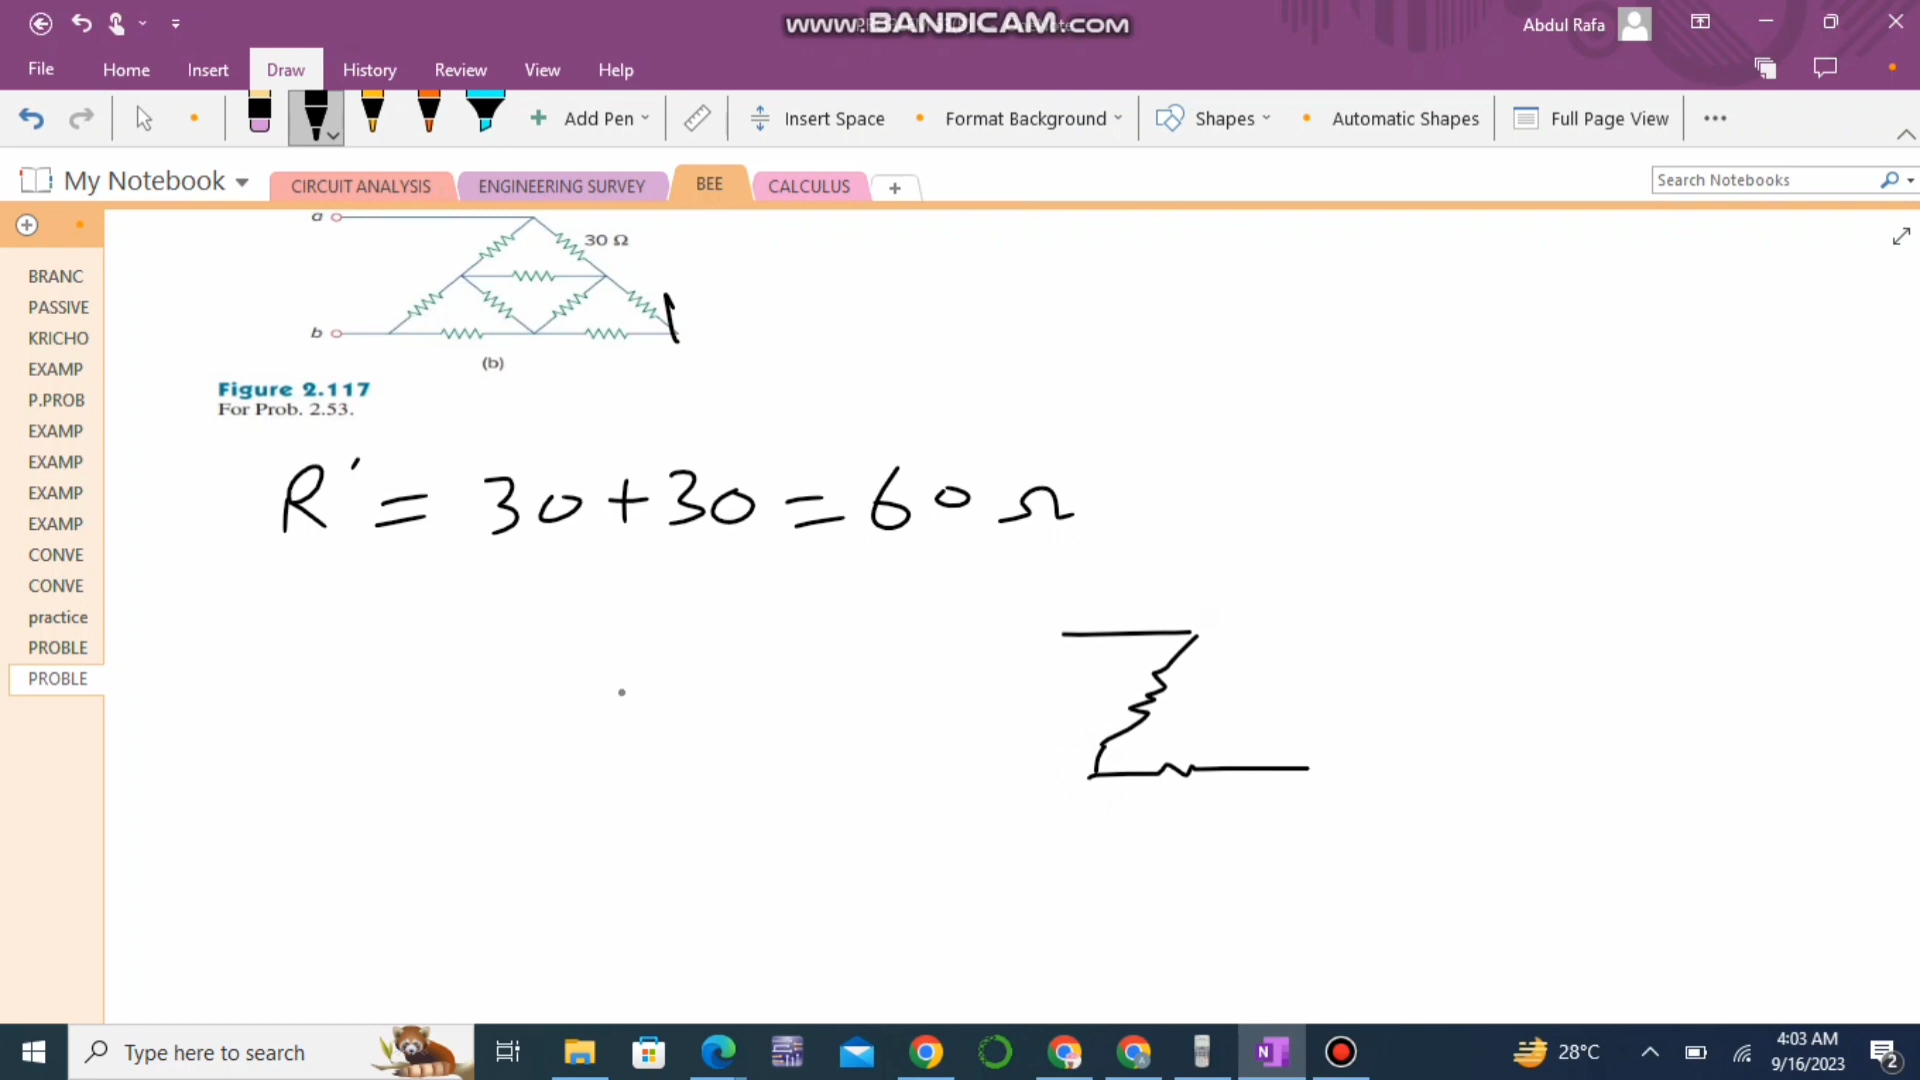 www.BANDICAM.com
Abdul Rafa
File Home Insert Draw History Review View Help
Add Pen Insert Space Format Background Shapes Automatic Shapes Full Page View
My Notebook CIRCUIT ANALYSIS ENGINEERING SURVEY BEE CALCULUS Search Notebooks
BRANC
PASSIVE
KRICHO
EXAMP
P.PROB
EXAMP
EXAMP
EXAMP
EXAMP
CONVE
CONVE
practice
PROBLE
PROBLE
a
30 Ω
b
(b)
Figure 2.117
For Prob. 2.53.
R' = 30+30 = 60 Ω
Type here to search
28°C
4:03 AM
9/16/2023
2